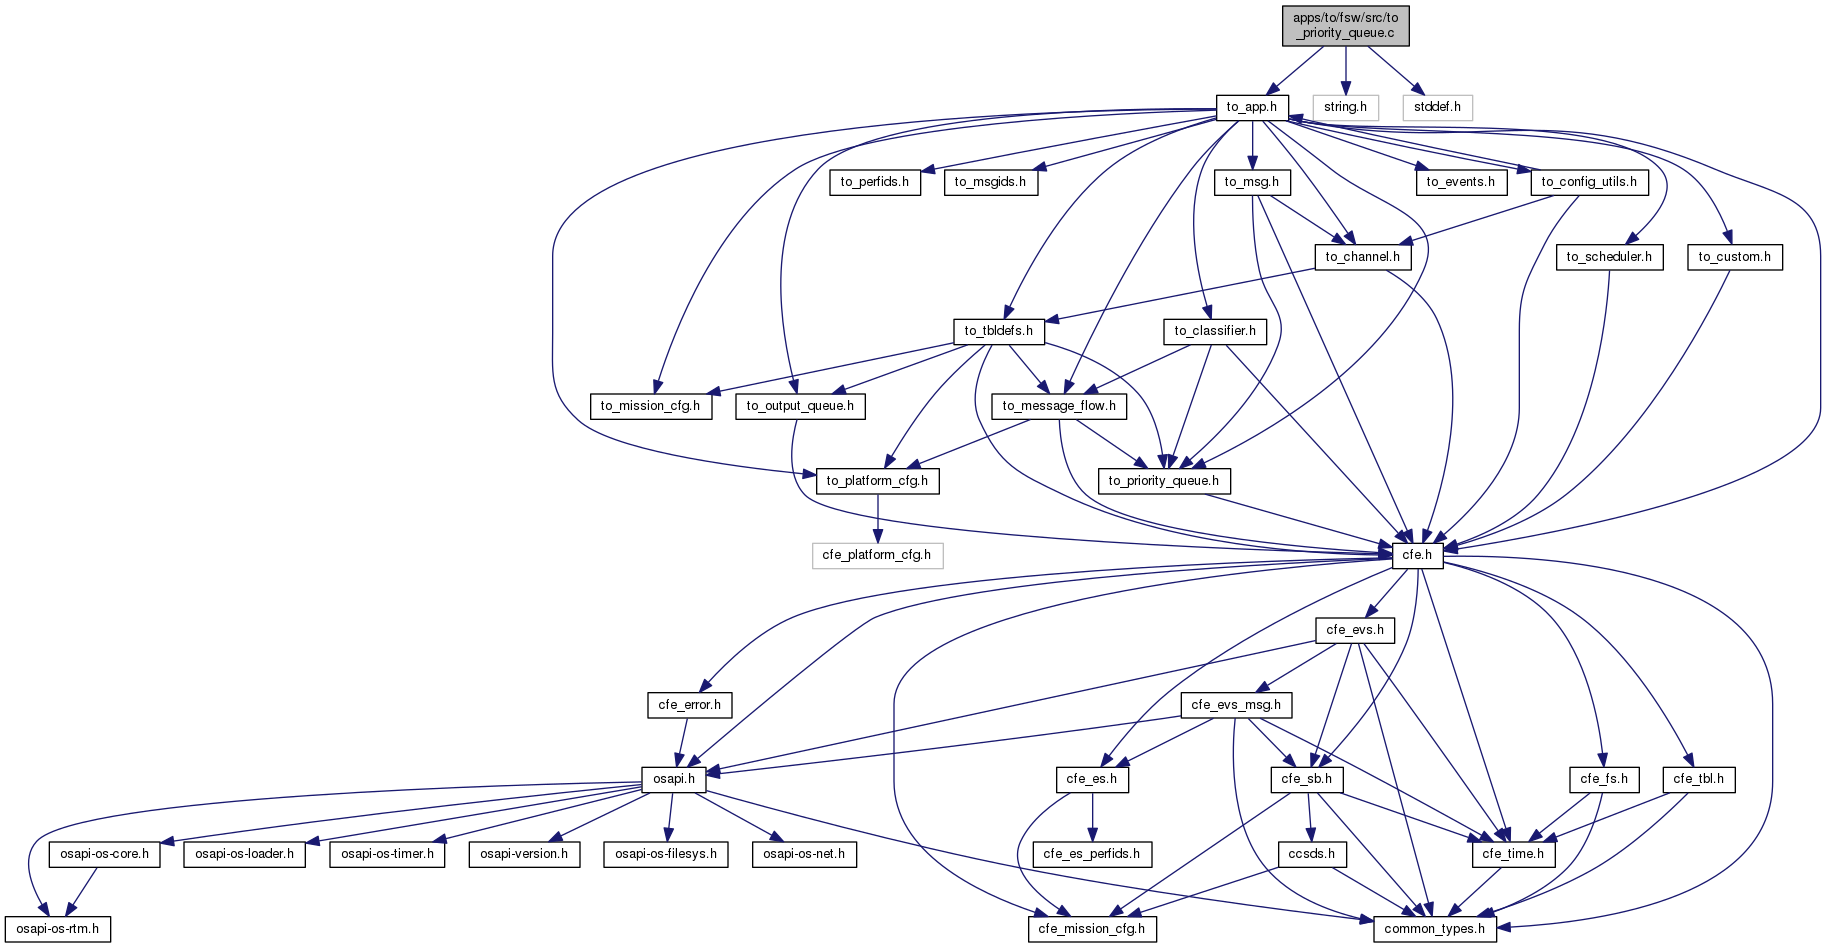 apps/to/fsw/src/to
_priority_queue.c
to_app.h
string.h
stddef.h
to_perfids.h
to_msgids.h
to_msg.h
to_events.h
to_config_utils.h
to_channel.h
to_scheduler.h
to_custom.h
to_tbldefs.h
to_classifier.h
to_mission_cfg.h
to_output_queue.h
to_message_flow.h
to_platform_cfg.h
to_priority_queue.h
cfe_platform_cfg.h
cfe.h
cfe_evs.h
cfe_error.h
cfe_evs_msg.h
osapi.h
cfe_es.h
cfe_sb.h
cfe_fs.h
cfe_tbl.h
osapi-os-core.h
osapi-os-loader.h
osapi-os-timer.h
osapi-version.h
osapi-os-filesys.h
osapi-os-net.h
cfe_es_perfids.h
ccsds.h
cfe_time.h
osapi-os-rtm.h
cfe_mission_cfg.h
common_types.h